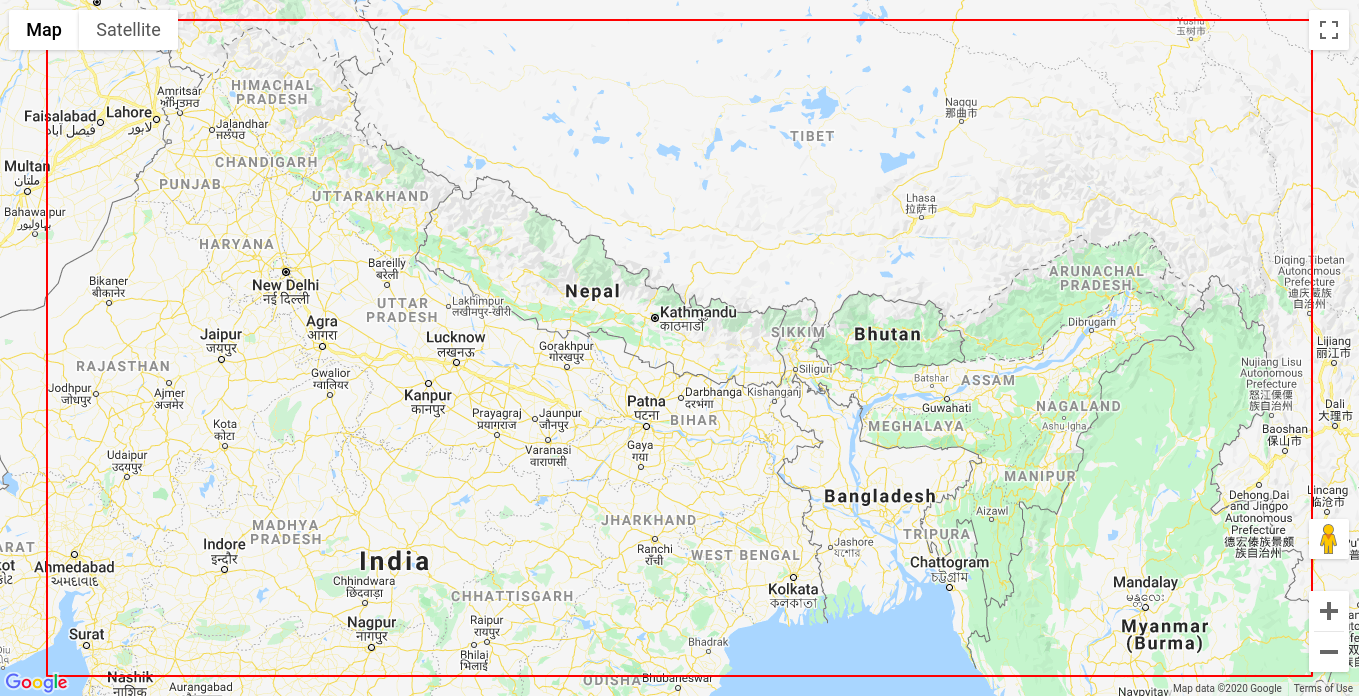 Map
Satellite
Yushu
玉树市
Amritsar
ਅੰਮ੍ਰਿਤਸਰ
HIMACHAL
PRADESH
Faisalabad
فیصل آباد
Lahore
لاہور
Jalandhar
ਜਲੰਧਰ
Nagqu
那曲市
TIBET
CHANDIGARH
Multan
ملتان
PUNJAB
UTTARAKHAND
Lhasa
拉萨市
Bahawalpur
بہاولپور
HARYANA
New Delhi
नई दिल्ली
Bareilly
बरेली
Bikaner
बीकानेर
Nepal
Kathmandu
काठमाडौं
UTTAR
PRADESH
Lakhimpur
लखीमपुर-खीरी
ARUNACHAL
PRADESH
Diqing Tibetan
Autonomous
Prefecture
迪庆藏族
自治州
Agra
आगरा
Jaipur
जयपुर
Lucknow
लखनऊ
SIKKIM
Bhutan
Dibrugarh
Gorakhpur
गोरखपुर
Lijiang
丽江市
RAJASTHAN
Gwalior
ग्वालियर
Siliguri
Nujiang Lisu
Autonomous
Prefecture
怒江傈僳
族自治州
Jodhpur
जोधपुर
Ajmer
अजमेर
Kanpur
कानपुर
Patna
पटना
Darbhanga
दरभंगा
Kishanganj
Batshar
ASSAM
Guwahati
Prayagraj
प्रयागराज
Jaunpur
जौनपुर
BIHAR
NAGALAND
Ashu Igha
Dali
大理市
Kota
कोटा
MEGHALAYA
Baoshan
保山市
Udaipur
उदयपुर
Varanasi
वाराणसी
Gaya
गया
MANIPUR
Bangladesh
Lincang
临沧市
Dehong Dai
and Jingpo
Autonomous
Prefecture
德宏傣族景颇
族自治州
Aizawl
MADHYA
PRADESH
JHARKHAND
TRIPURA
Indore
इन्दौर
India
Ranchi
राँची
WEST BENGAL
Jashore
যশোর
Ahmedabad
અમદાવાદ
Chattogram
চট্টগ্রাম
Chhindwara
छिंदवाड़ा
CHHATTISGARH
Kolkata
কলকাতা
Mandalay
မန္တလေး
Surat
Nagpur
नागपुर
Raipur
रायपुर
Bhadrak
Myanmar
(Burma)
Bhilai
भिलाई
Nashik
नाशिक
Aurangabad
ODISHA
Bhubaneswar
Naypyitaw
Google
Map data ©2020 Google
Terms of Use